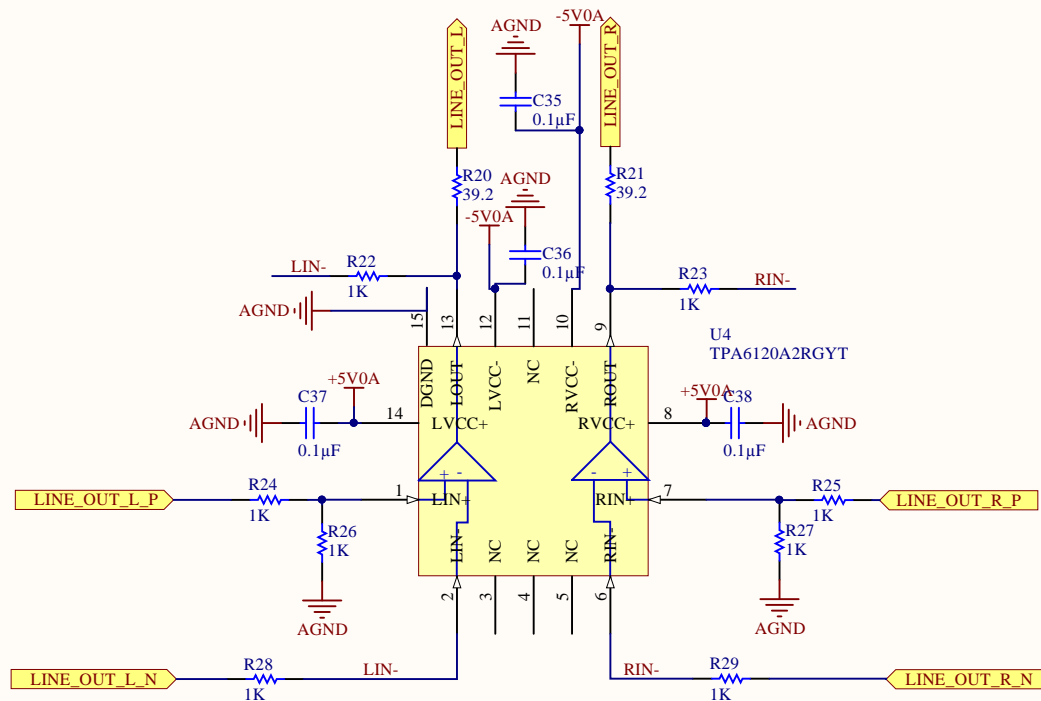 LINE_OUT_L
AGND
-5V0A
LINE_OUT_R
C35
0.1µF
R20
39.2
AGND
R21
39.2
-5V0A
C36
0.1µF
LIN-
R22
1K
R23
1K
RIN-
AGND
15
13
12
11
10
9
U4
TPA6120A2RGYT
DGND
LOUT
LVCC-
NC
RVCC-
ROUT
+5V0A
C37
AGND
0.1µF
14
LVCC+
RVCC+
8
+5V0A
C38
0.1µF
AGND
+ -
- +
LINE_OUT_L_P
R24
1K
1
LIN+
RIN+
7
R25
1K
LINE_OUT_R_P
R26
1K
R27
1K
LIN-
NC
NC
NC
RIN-
2
3
4
5
6
AGND
AGND
LINE_OUT_L_N
R28
1K
LIN-
RIN-
R29
1K
LINE_OUT_R_N